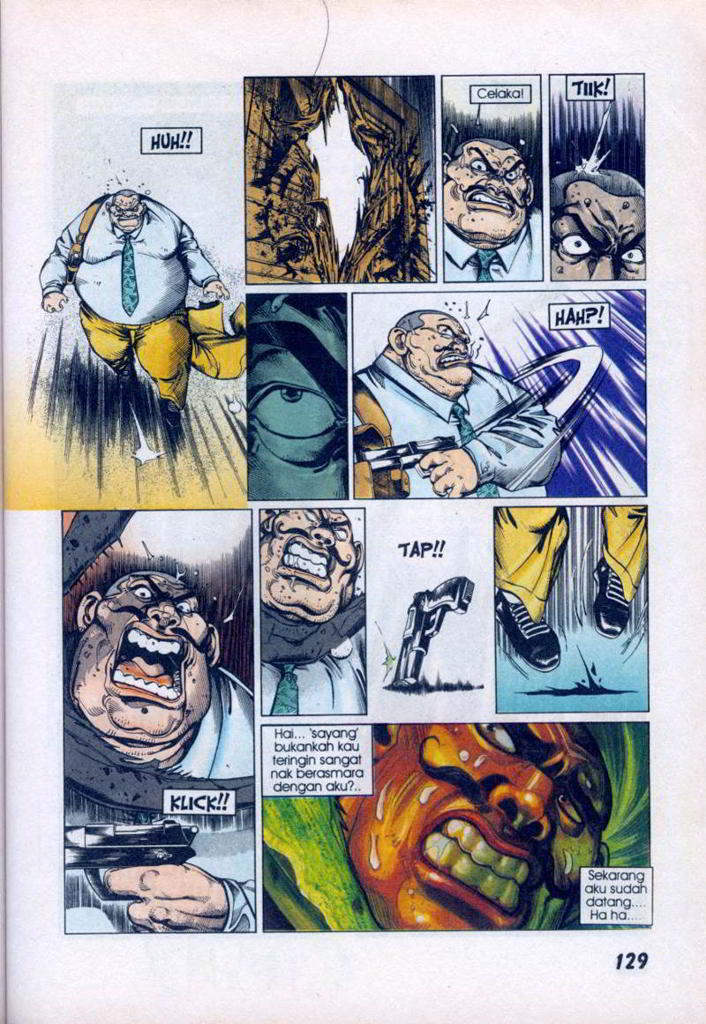 HUH!!
Celaka!
TIIK!
HAH?!
TAP!!
KLICK!!
Hai... 'sayang'
bukankah kau
teringin sangat
nak berasmara
dengan aku?..
Sekarang
aku sudah
datang....
Ha ha....
129